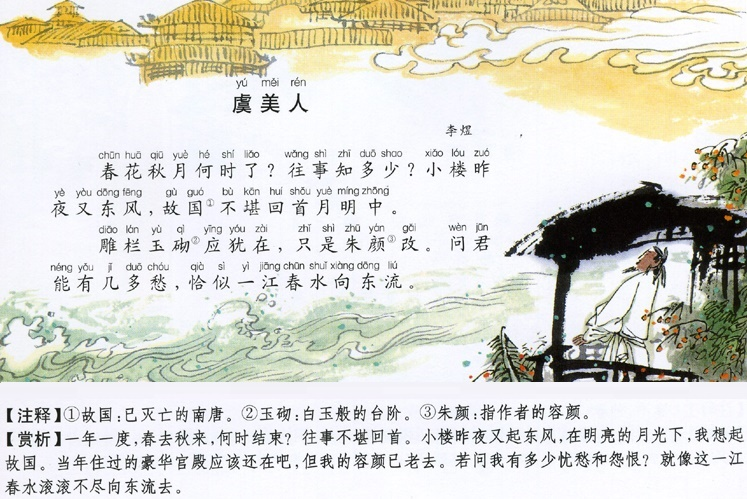 yú měi rén
虞美人
李煜
chūn huā qiū yuè hé shí liǎo wǎng shì zhī duō shao xiǎo lóu zuó
春花秋月何时了？往事知多少？小楼昨
yè yòu dōng fēng gù guó bù kān huí shǒu yuè míng zhōng
夜又东风，故国①不堪回首月明中。
diāo lán yù qì yīng yóu zài zhǐ shì zhū yán gǎi wèn jūn
雕栏玉砌②应犹在，只是朱颜③改。问君
néng yǒu jǐ duō chóu qià sì yì jiāng chūn shuǐ xiàng dōng liú
能有几多愁，恰似一江春水向东流。
【注释】①故国：已灭亡的南唐。②玉砌：白玉般的台阶。③朱颜：指作者的容颜。
【赏析】一年一度，春去秋来，何时结束？往事不堪回首。小楼昨夜又起东风，在明亮的月光下，我想起
故国。当年住过的豪华官殿应该还在吧，但我的容颜已老去。若问我有多少忧愁和怨恨？就像这一江
春水滚滚不尽向东流去。